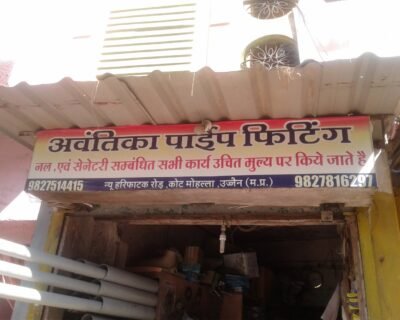 अवंतिका पाईप फिटिंग
नल ,एवं सेनेटरी सम्बंधित सभी कार्य उचित मुल्य पर किये जाते है
9827514415 न्यू हरिफाटक रोड़ ,कोट मोहल्ला ,उज्जैन (म.प्र.) 9827816297